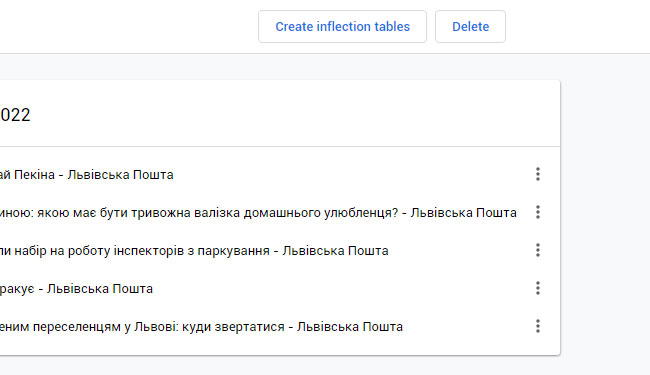 Create inflection tables Delete
022
ай Пекіна - Львівська Пошта
иною: якою має бути тривожна валізка домашнього улюбленця? - Львівська Пошта
ли набір на роботу інспекторів з паркування - Львівська Пошта
ракує - Львівська Пошта
еним переселенцям у Львові: куди звертатися - Львівська Пошта